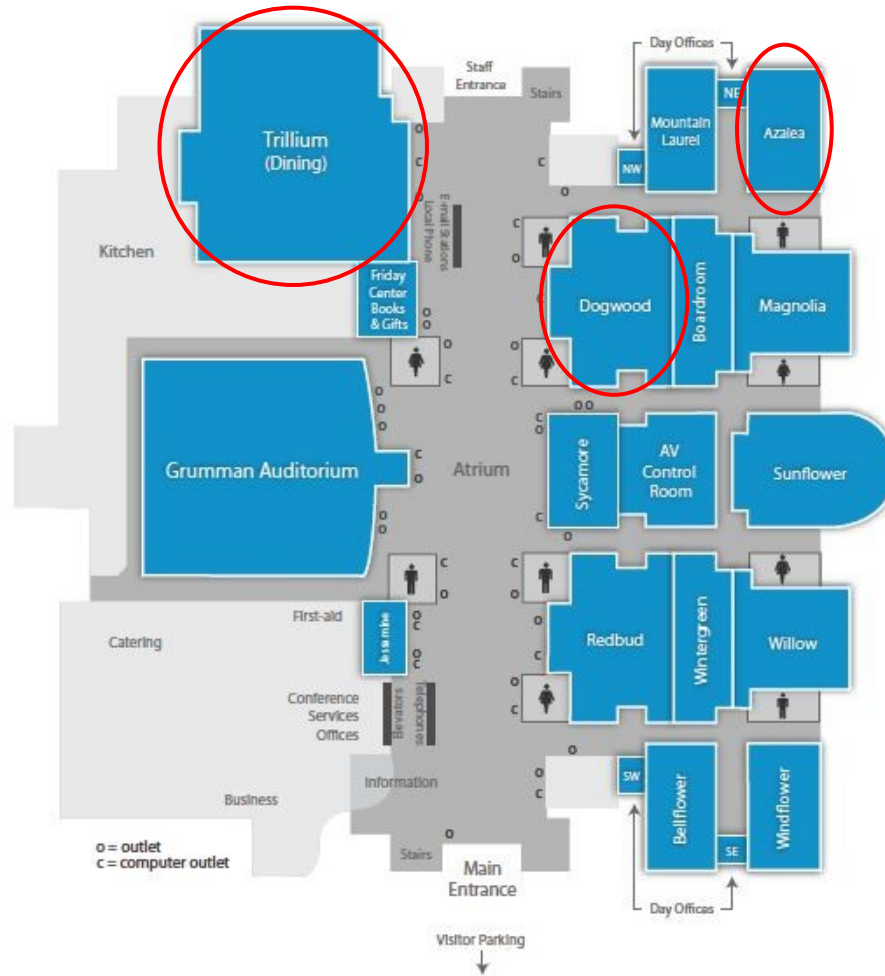 Day Offices
Staff
Entrance
Stairs
NE
Mountain
Laurel
Azalea
Trillium
(Dining)
NW
E-mail Stations
Local Phone
Kitchen
Friday
Center
Books
& Gifts
Dogwood
Boardroom
Magnolia
Grumman Auditorium
Atrium
Sycamore
AV
Control
Room
Sunflower
First-aid
Jessamine
Catering
Redbud
Wintergreen
Willow
Conference
Services
Offices
Telephones
Information
Business
SW
Bellflower
Windflower
SE
o = outlet
c = computer outlet
Stairs
Main
Entrance
Day Offices
Visitor Parking